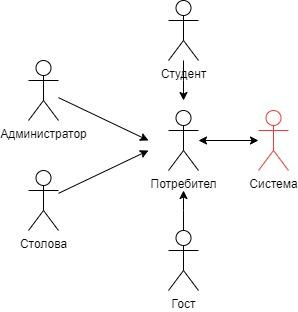 Студент
Администратор
Потребител
Система
Столова
Гост